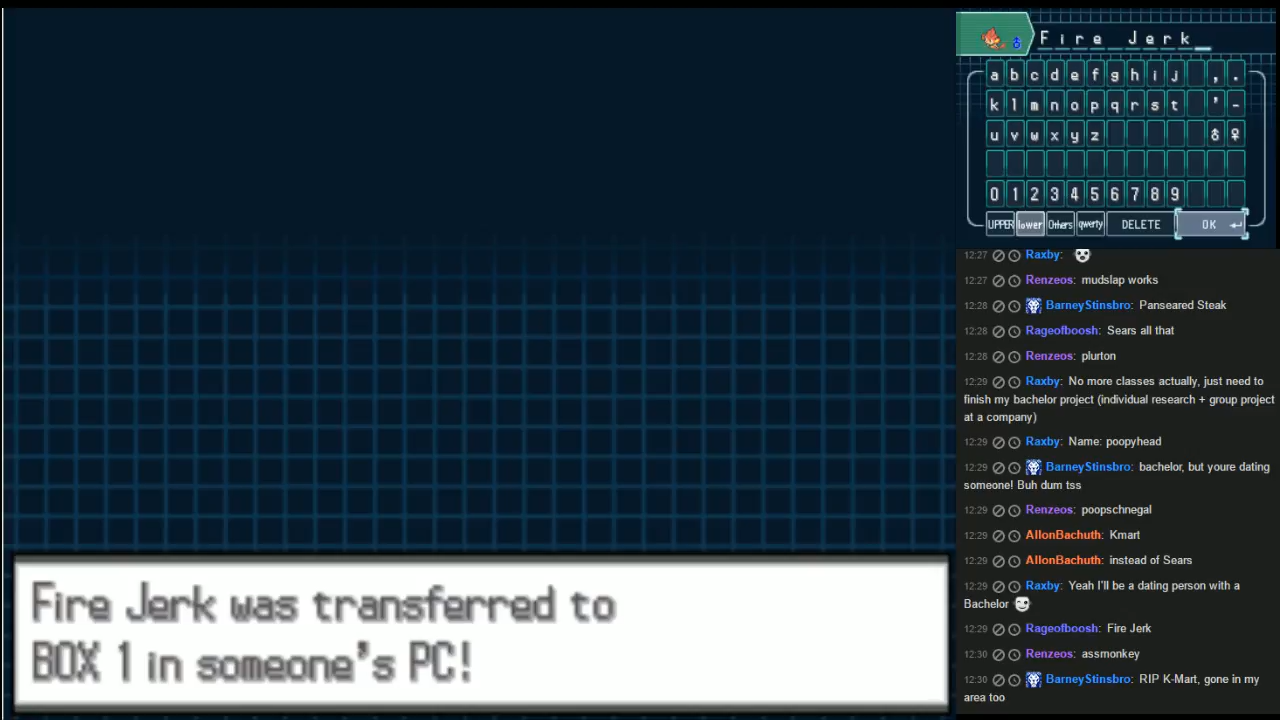 Fire Jerk
a b c d e f g h i j , .
k l m n o p q r s t ' -
u v w x y z ♂ ♀
0 1 2 3 4 5 6 7 8 9
UPPER lower Others qwerty DELETE OK
12:27 Raxby:
12:27 Renzeos: mudslap works
12:28 BarneyStinsbro: Panseared Steak
12:28 Rageofboosh: Sears all that
12:28 Renzeos: plurton
12:29 Raxby: No more classes actually, just need to
finish my bachelor project (individual research + group project
at a company)
12:29 Raxby: Name: poopyhead
12:29 BarneyStinsbro: bachelor, but youre dating
someone! Buh dum tss
12:29 Renzeos: poopschnegal
12:29 AllonBachuth: Kmart
12:29 AllonBachuth: instead of Sears
12:29 Raxby: Yeah I'll be a dating person with a
Bachelor
12:29 Rageofboosh: Fire Jerk
12:30 Renzeos: assmonkey
12:30 BarneyStinsbro: RIP K-Mart, gone in my
area too
Fire Jerk was transferred to
BOX 1 in someone's PC!